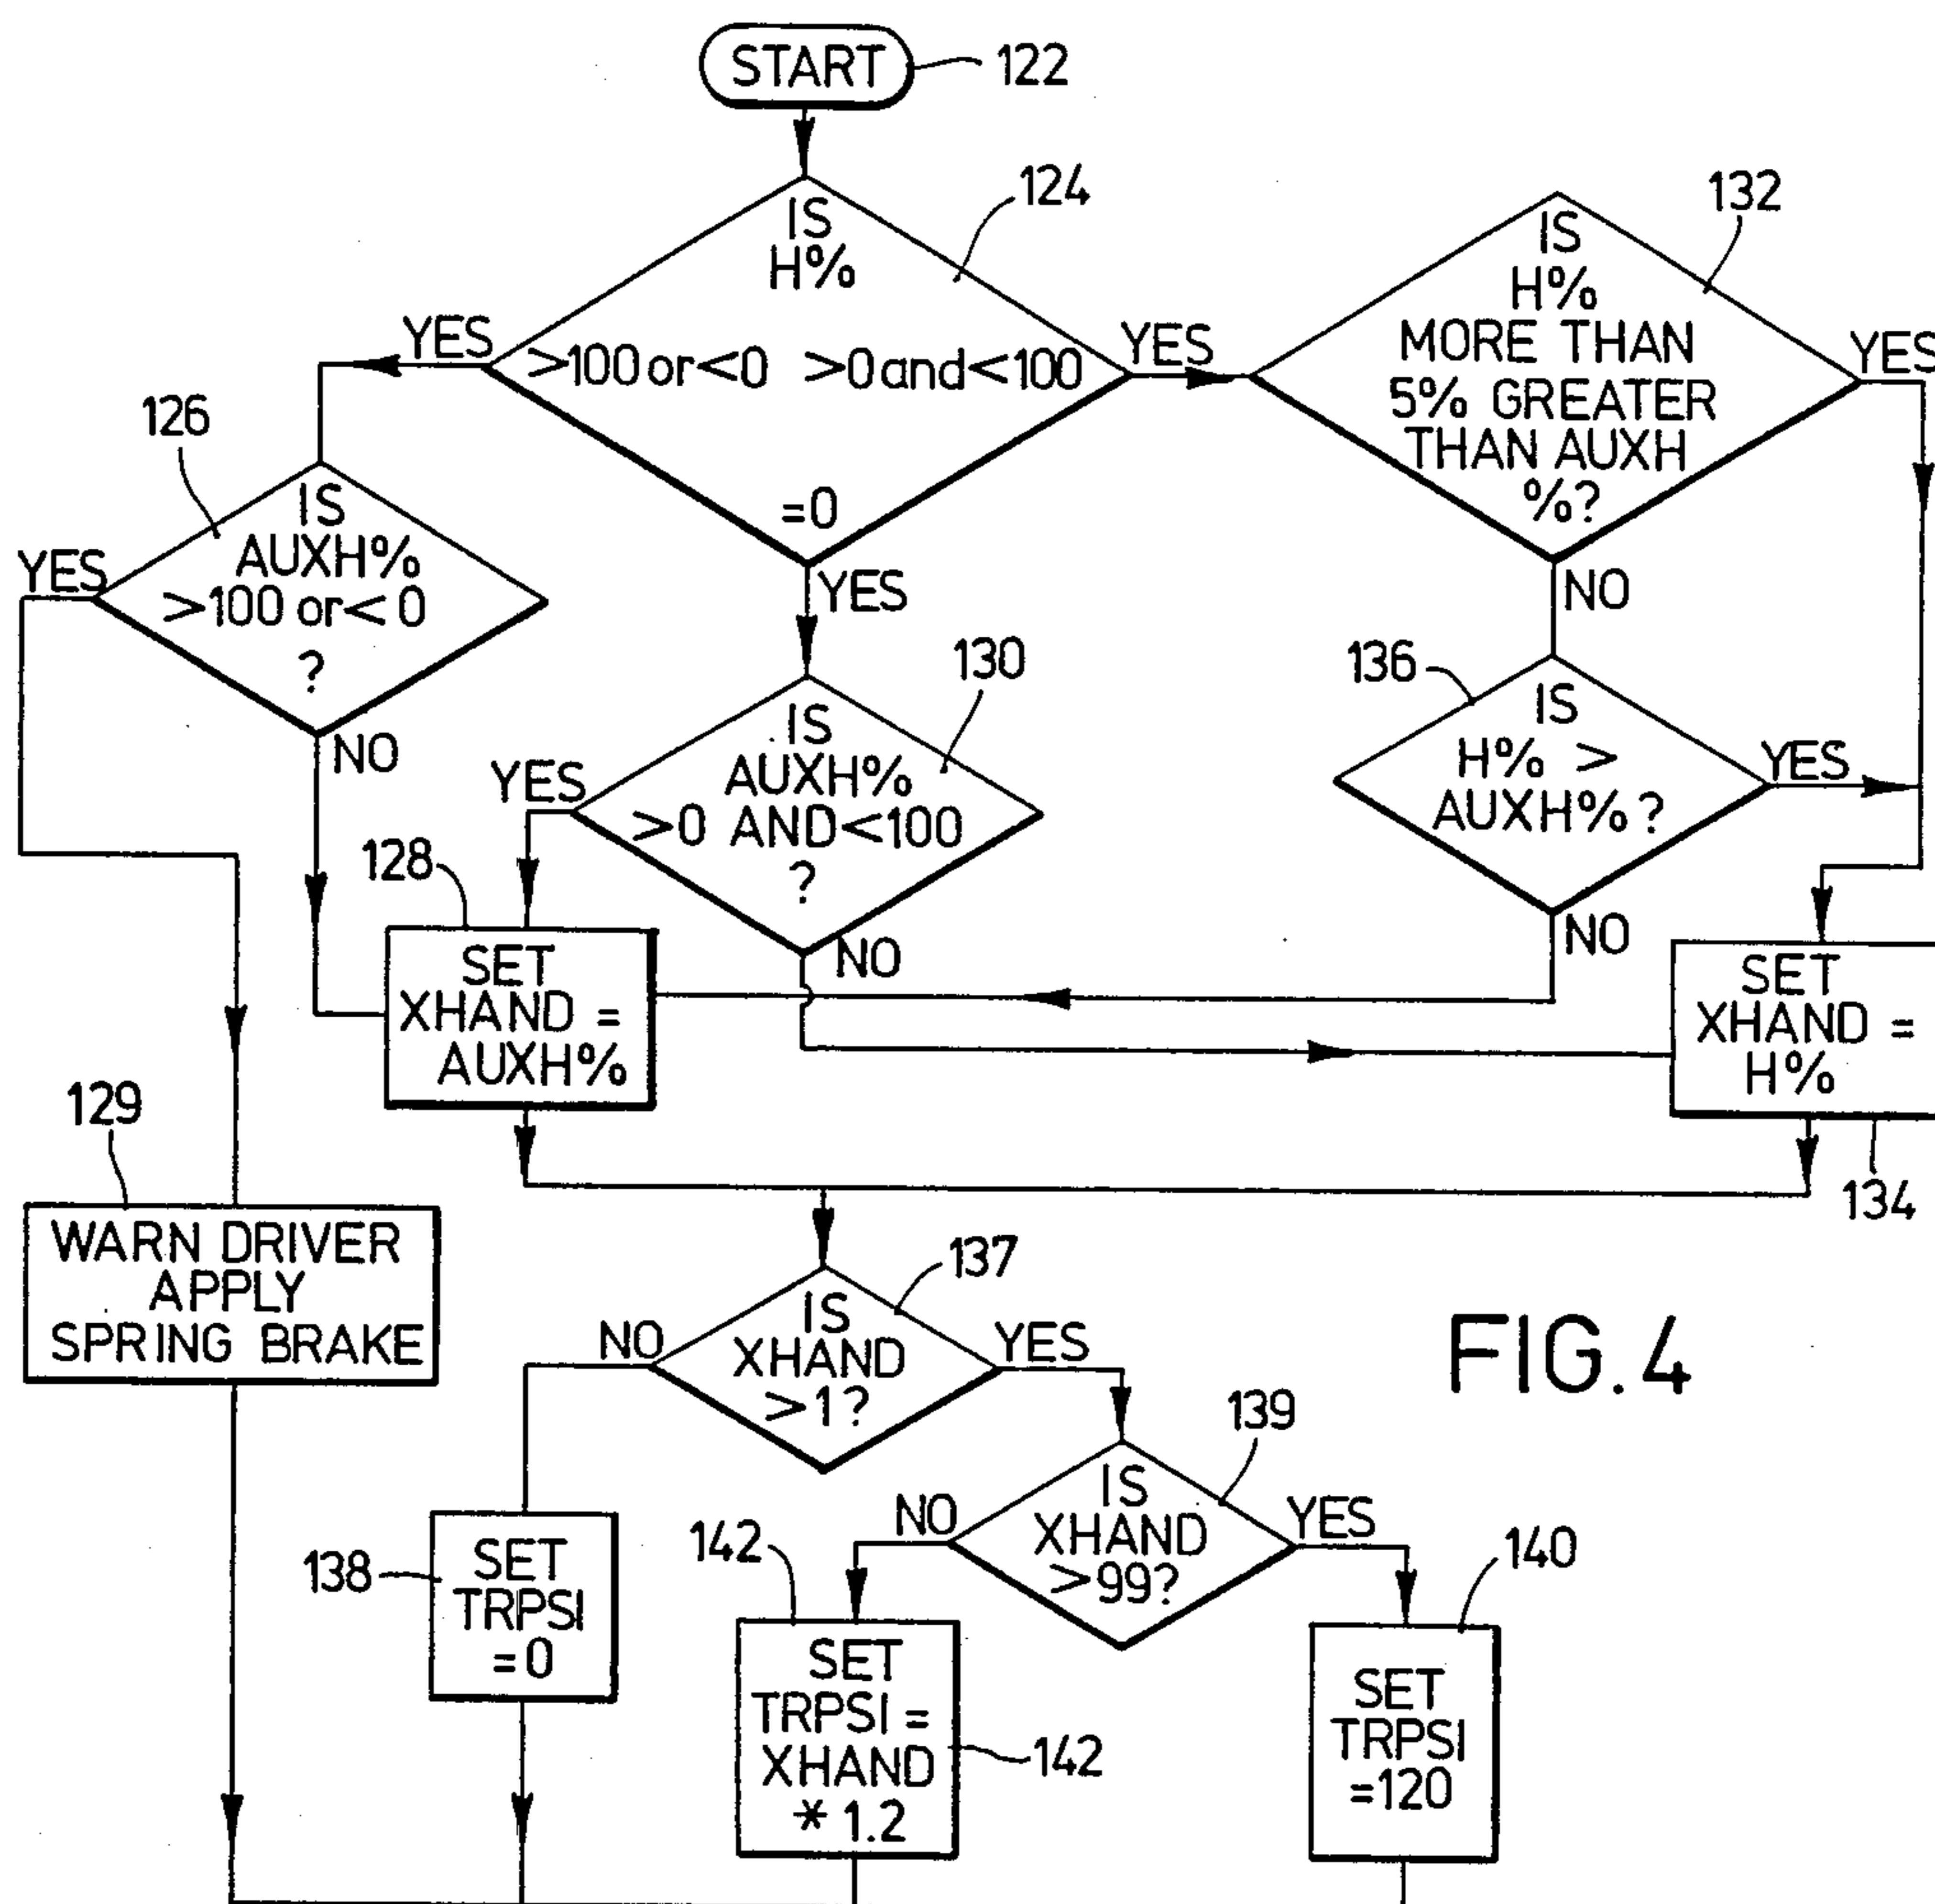 START
122
IS
H%
>100 or <0 >0 and <100
=0
124
YES
YES
YES
IS
H%
MORE THAN
5% GREATER
THAN AUXH
%?
132
YES
NO
126
IS
AUXH%
>100 or <0
?
YES
NO
130
IS
AUXH%
>0 AND <100
?
YES
NO
136
IS
H% >
AUXH% ?
YES
NO
128
SET
XHAND =
AUXH%
SET
XHAND =
H%
134
129
WARN DRIVER
APPLY
SPRING BRAKE
137
IS
XHAND
>1?
NO
YES
FIG. 4
139
IS
XHAND
>99?
NO
YES
138
SET
TRPSI
=0
142
SET
TRPSI =
XHAND
* 1.2
142
140
SET
TRPSI
=120